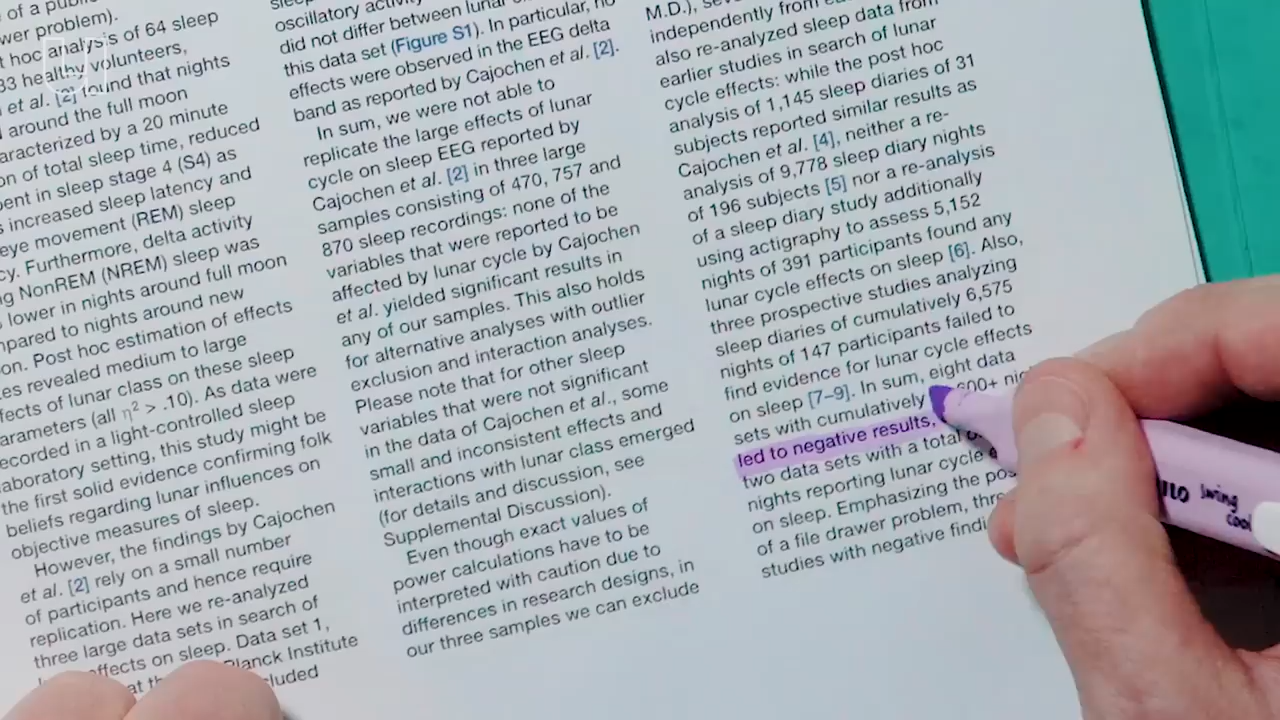 of a public
wer problem).
t hoc analysis of 64 sleep
33 healthy volunteers,
et al. [2] found that nights
around the full moon
aracterized by a 20 minute
on of total sleep time, reduced
pent in sleep stage 4 (S4) as
s increased sleep latency and
eye movement (REM) sleep
cy. Furthermore, delta activity
ng NonREM (NREM) sleep was
lower in nights around full moon
mpared to nights around new
on. Post hoc estimation of effects
es revealed medium to large
fects of lunar class on these sleep
arameters (all η² > .10). As data were
ecorded in a light-controlled sleep
laboratory setting, this study might be
the first solid evidence confirming folk
beliefs regarding lunar influences on
objective measures of sleep.
However, the findings by Cajochen
et al. [2] rely on a small number
of participants and hence require
replication. Here we re-analyzed
three large data sets in search of
effects on sleep. Data set 1,
at Planck Institute
cluded
oscillatory activ
did not differ between lunar
this data set (Figure S1). In particular, no
effects were observed in the EEG delta
band as reported by Cajochen et al. [2].
In sum, we were not able to
replicate the large effects of lunar
cycle on sleep EEG reported by
Cajochen et al. [2] in three large
samples consisting of 470, 757 and
870 sleep recordings: none of the
variables that were reported to be
affected by lunar cycle by Cajochen
et al. yielded significant results in
any of our samples. This also holds
for alternative analyses with outlier
exclusion and interaction analyses.
Please note that for other sleep
variables that were not significant
in the data of Cajochen et al., some
small and inconsistent effects and
interactions with lunar class emerged
(for details and discussion, see
Supplemental Discussion).
Even though exact values of
power calculations have to be
interpreted with caution due to
differences in research designs, in
our three samples we can exclude
M.D.),
independently from
also re-analyzed sleep data from
earlier studies in search of lunar
cycle effects: while the post hoc
analysis of 1,145 sleep diaries of 31
subjects reported similar results as
Cajochen et al. [4], neither a re-
analysis of 9,778 sleep diary nights
of 196 subjects [5] nor a re-analysis
of a sleep diary study additionally
using actigraphy to assess 5,152
nights of 391 participants found any
lunar cycle effects on sleep [6]. Also,
three prospective studies analyzing
sleep diaries of cumulatively 6,575
nights of 147 participants failed to
find evidence for lunar cycle effects
on sleep [7–9]. In sum, eight data
sets with cumulatively 600+ nig
led to negative results,
two data sets with a total
nights reporting lunar cycle e
on sleep. Emphasizing the pos
of a file drawer problem, thre
studies with negative findi
swing
cool